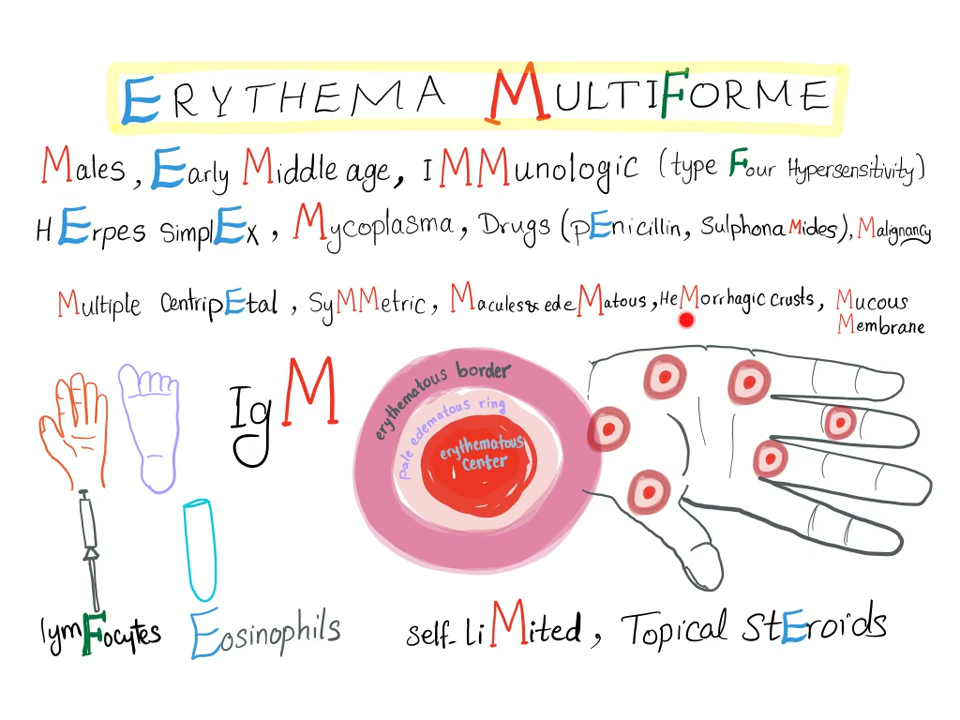 ERYTHEMA MULTIFORME
Males, Early Middle age, IMMunologic (type Four Hypersensitivity)
HErpes SimplEx, Mycoplasma, Drugs (pEnicillin, SulphonaMides), Malignancy
Multiple CentripEtal, SyMMetric, Macules & edeMatous, HeMorrhagic crusts, Mucous
Membrane
IgM
erythematous border
pale edematous ring
erythematous
center
lymFocytes
Eosinophils
self-LiMited, Topical StEroids